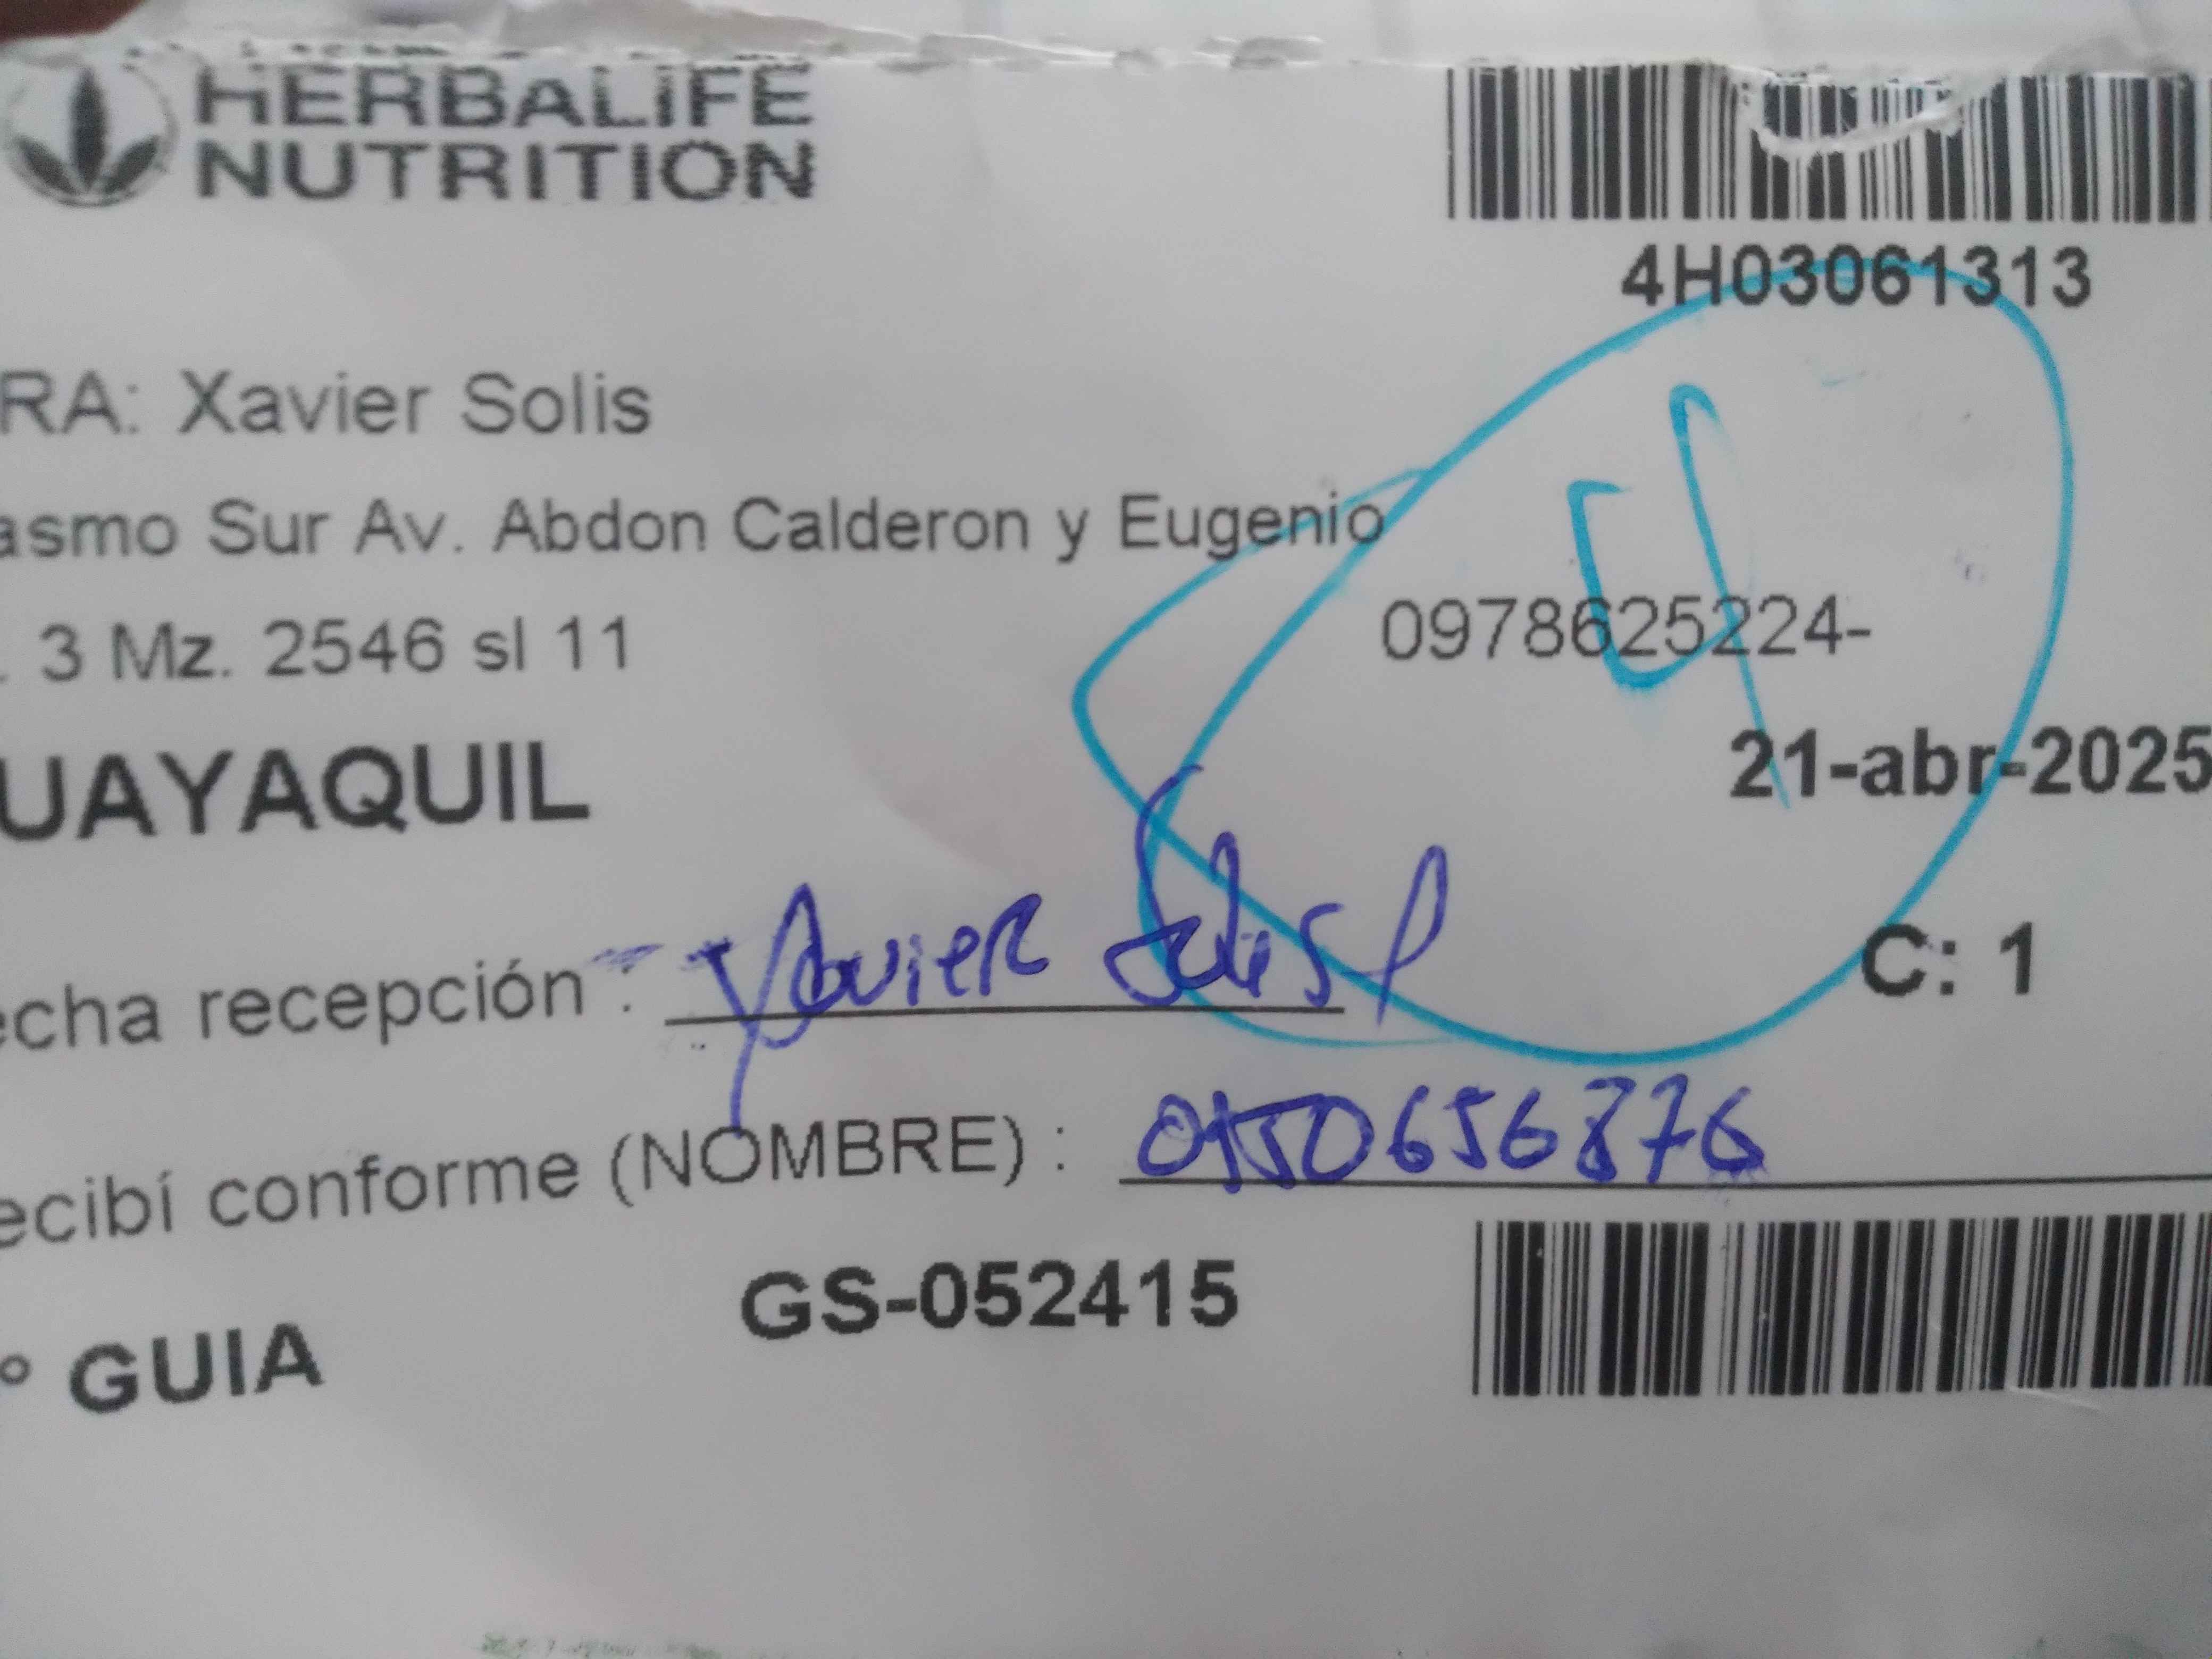 HERBALIFE
NUTRITION
4H03061313
RA: Xavier Solis
asmo Sur Av. Abdon Calderon y Eugenio
. 3 Mz. 2546 sl 11
0978625224-
UAYAQUIL
21-abr-2025
4
C: 1
echa recepción : Xavier Solis
ecibí conforme (NOMBRE) : 0950656876
GS-052415
° GUIA